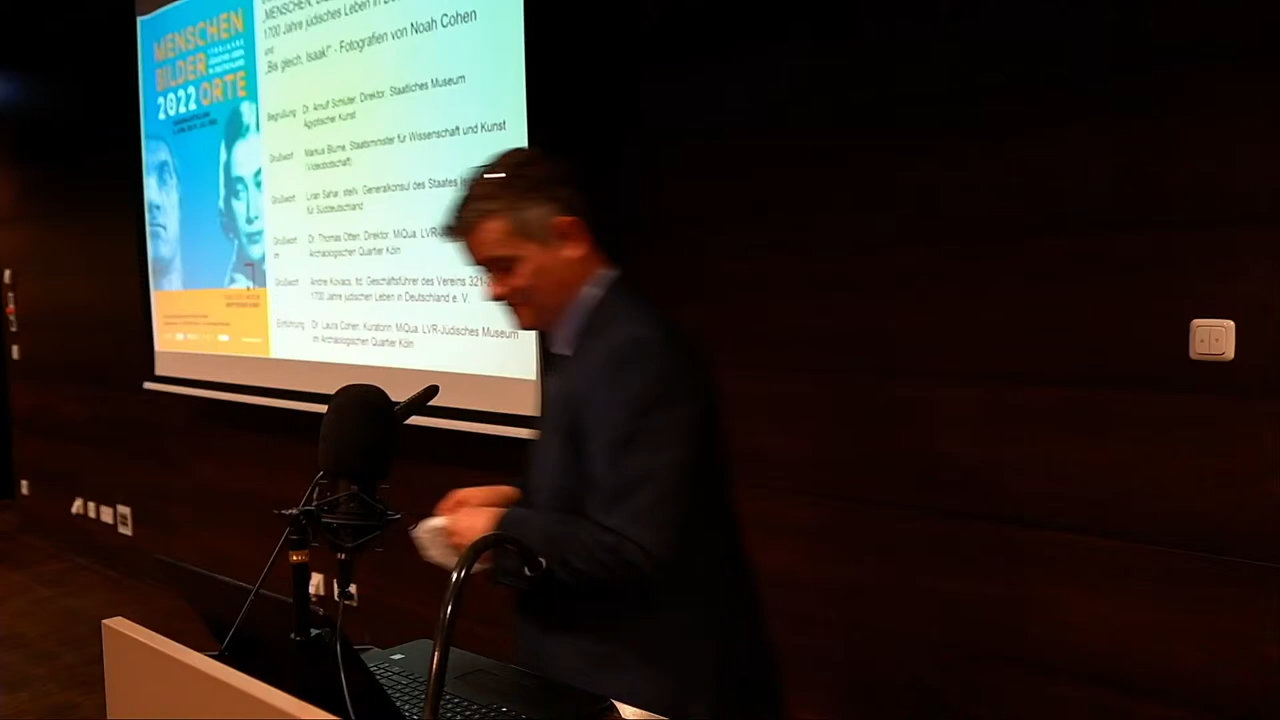 MENSCHEN
BILDER
ORTE
2022
1700 Jahre jüdisches Leben in
und
„Bis gleich, Isaak!" - Fotografien von Noah Cohen
Begrüßung Dr. Arnulf Schlüter, Direktor, Staatliches Museum
Ägyptischer Kunst
Grußwort Markus Blume, Staatsminister für Wissenschaft und Kunst
(Videobotschaft)
Grußwort Liran Sahar, stellv. Generalkonsul des Staates
für Süddeutschland
Grußwort Dr. Thomas Otten, Direktor, MiQua. LVR-
im Archäologischen Quartier Köln
Grußwort Andrei Kovacs, ltd. Geschäftsführer des Vereins 321-
1700 Jahre jüdisches Leben in Deutschland e. V.
Einführung Dr. Laura Cohen, Kuratorin, MiQua. LVR-Jüdisches Museum
im Archäologischen Quartier Köln